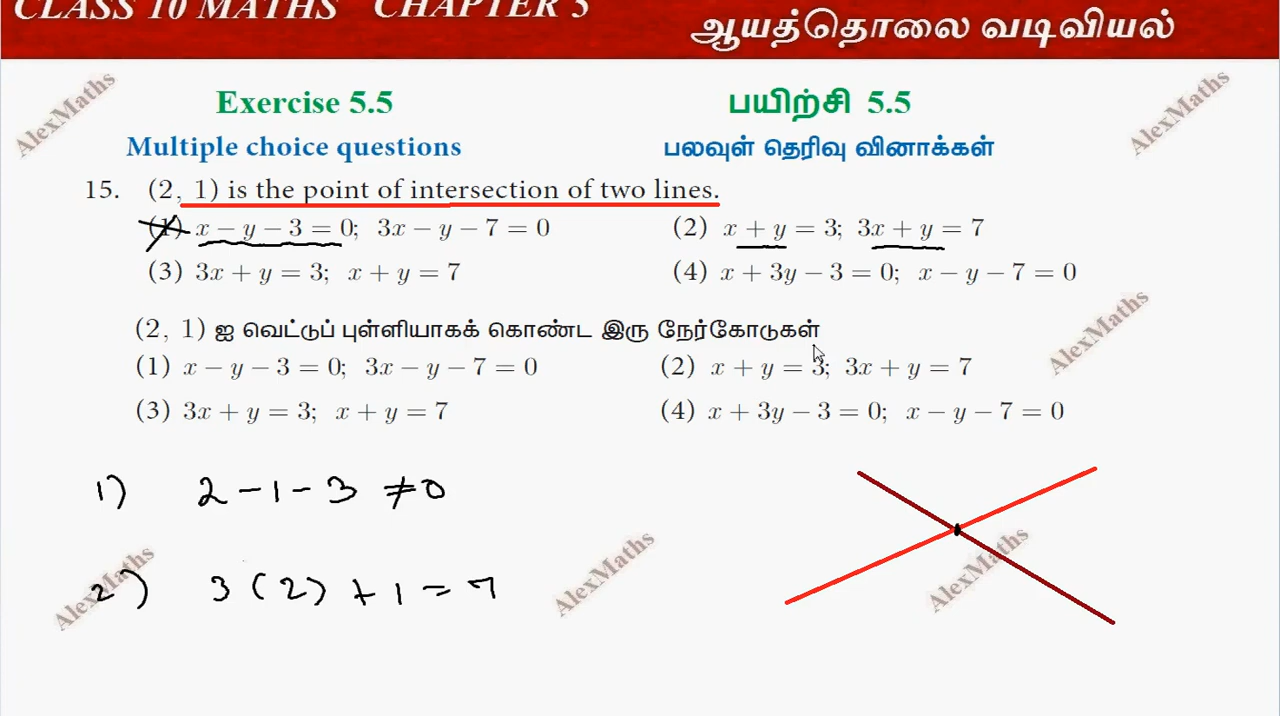 CLASS 10 MATHS CHAPTER 5
ஆயத்தொலை வடிவியல்
Exercise 5.5
பயிற்சி 5.5
Multiple choice questions
பலவுள் தெரிவு வினாக்கள்
15. (2, 1) is the point of intersection of two lines.
(1) x − y − 3 = 0; 3x − y − 7 = 0
(2) x + y = 3; 3x + y = 7
(3) 3x + y = 3; x + y = 7
(4) x + 3y − 3 = 0; x − y − 7 = 0
(2, 1) ஐ வெட்டுப் புள்ளியாகக் கொண்ட இரு நேர்கோடுகள்
(1) x − y − 3 = 0; 3x − y − 7 = 0
(2) x + y = 3; 3x + y = 7
(3) 3x + y = 3; x + y = 7
(4) x + 3y − 3 = 0; x − y − 7 = 0
1) 2 − 1 − 3 ≠ 0
2) 3 (2) + 1 = 7
AlexMaths
AlexMaths
AlexMaths
AlexMaths
AlexMaths
AlexMaths